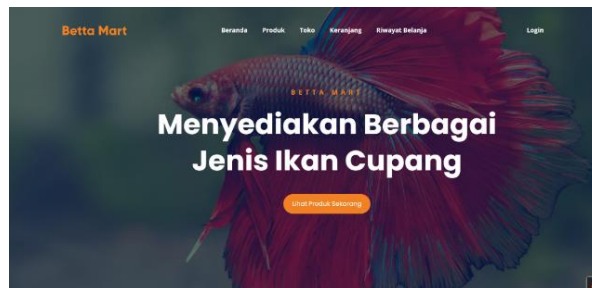 Betta Mart
Beranda Produk Toko Keranjang Riwayat Belanja Login
BETTA MART
Menyediakan Berbagai
Jenis Ikan Cupang
Lihat Produk Sekarang